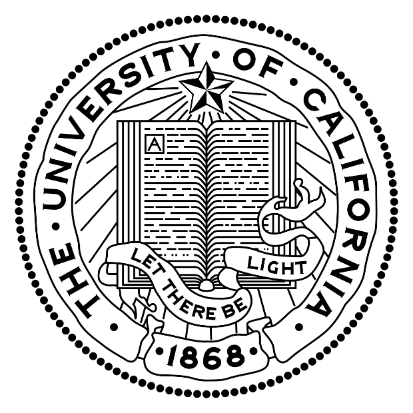 · THE · UNIVERSITY · OF · CALIFORNIA ·
A
LET THERE BE LIGHT
· 1868 ·